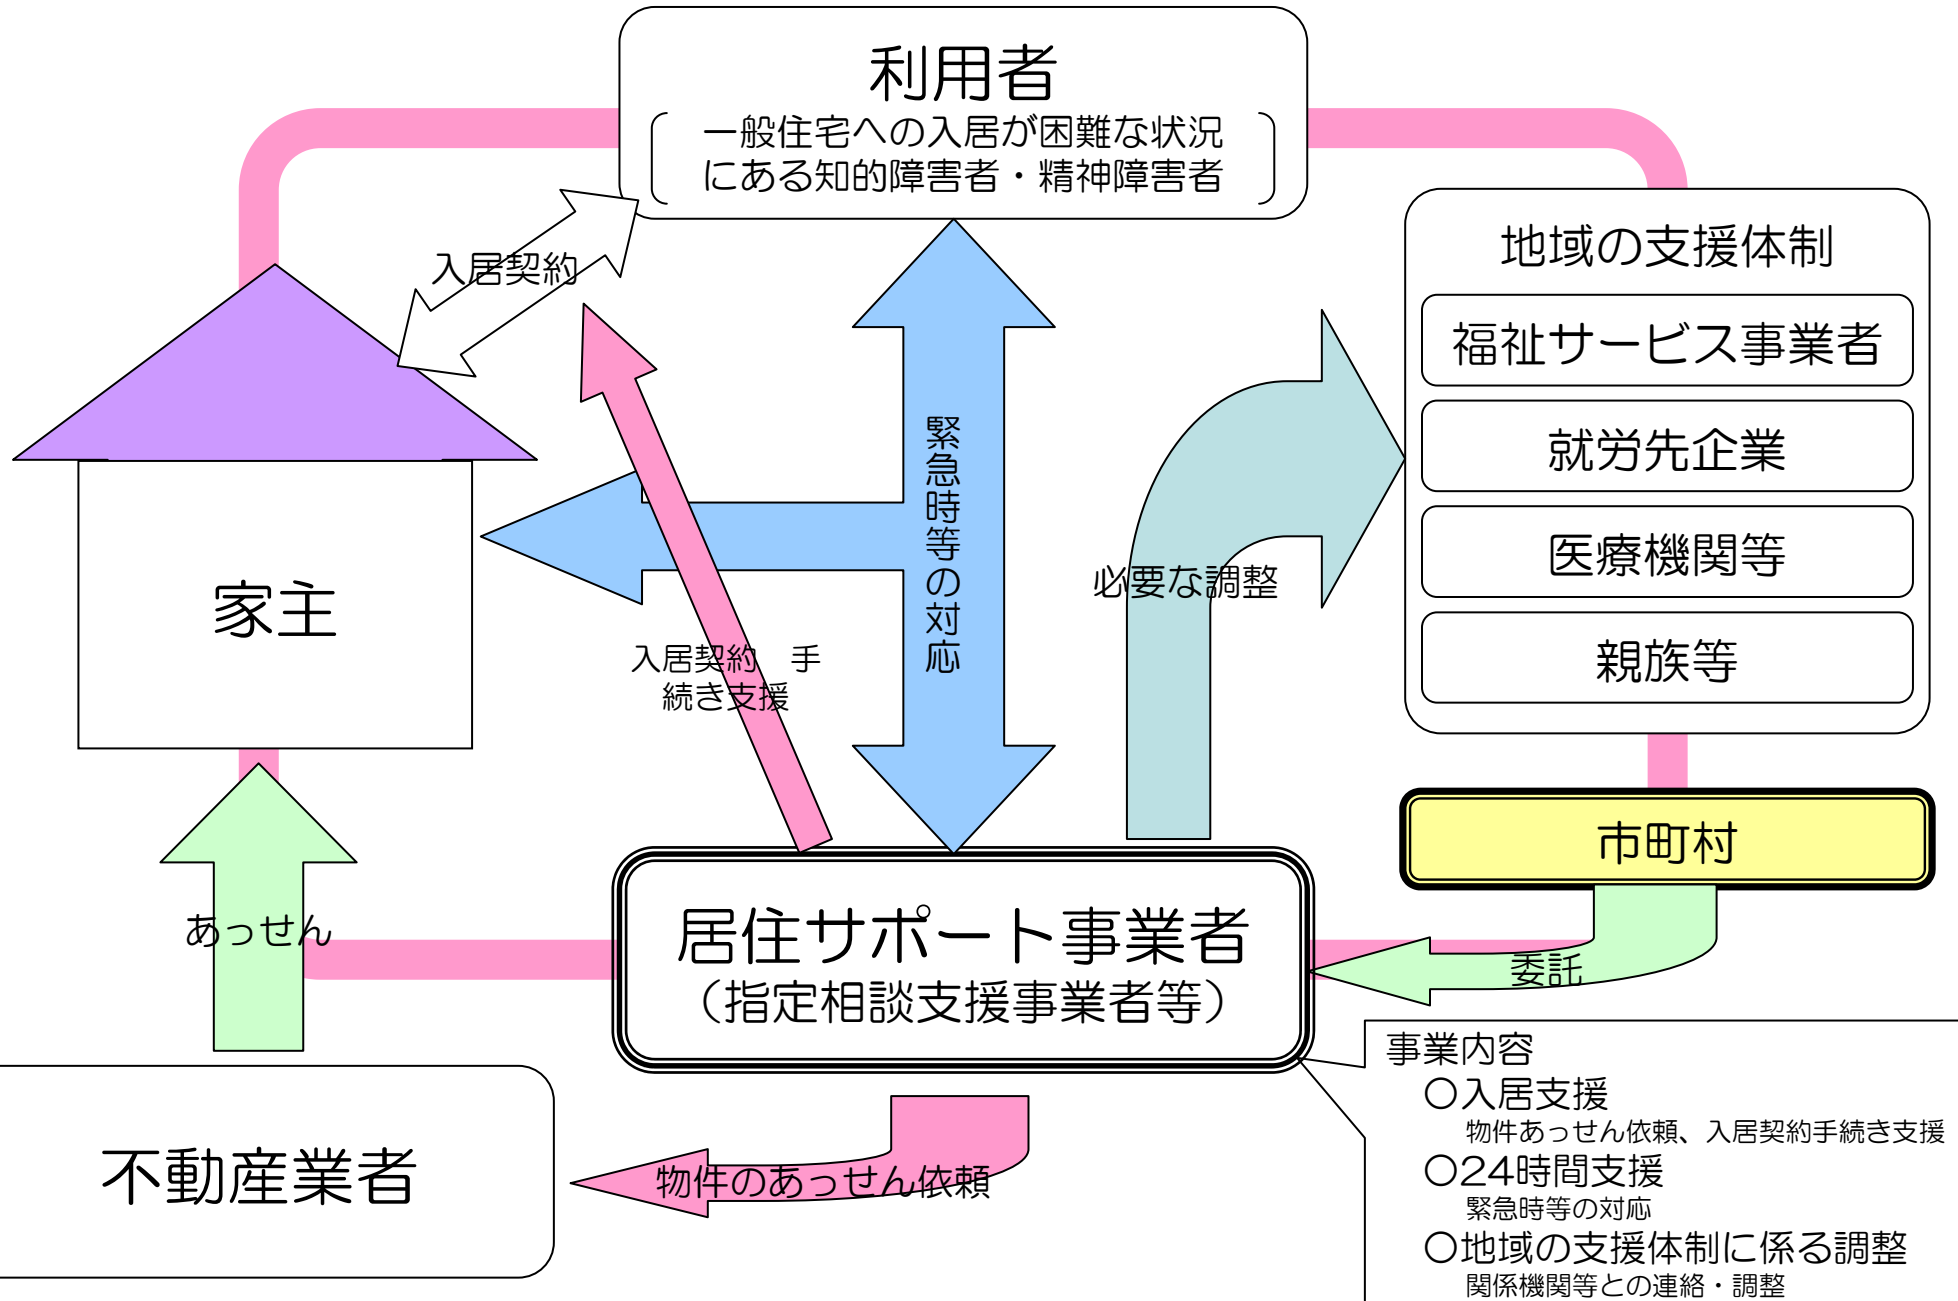 利用者
一般住宅への入居が困難な状況
にある知的障害者・精神障害者
入居契約
地域の支援体制
福祉サービス事業者
就労先企業
医療機関等
親族等
緊急時等の対応
必要な調整
家主
入居契約　手
続き支援
市町村
あっせん
居住サポート事業者
（指定相談支援事業者等）
委託
不動産業者
物件のあっせん依頼
事業内容
〇入居支援
物件あっせん依頼、入居契約手続き支援
〇24時間支援
緊急時等の対応
〇地域の支援体制に係る調整
関係機関等との連絡・調整